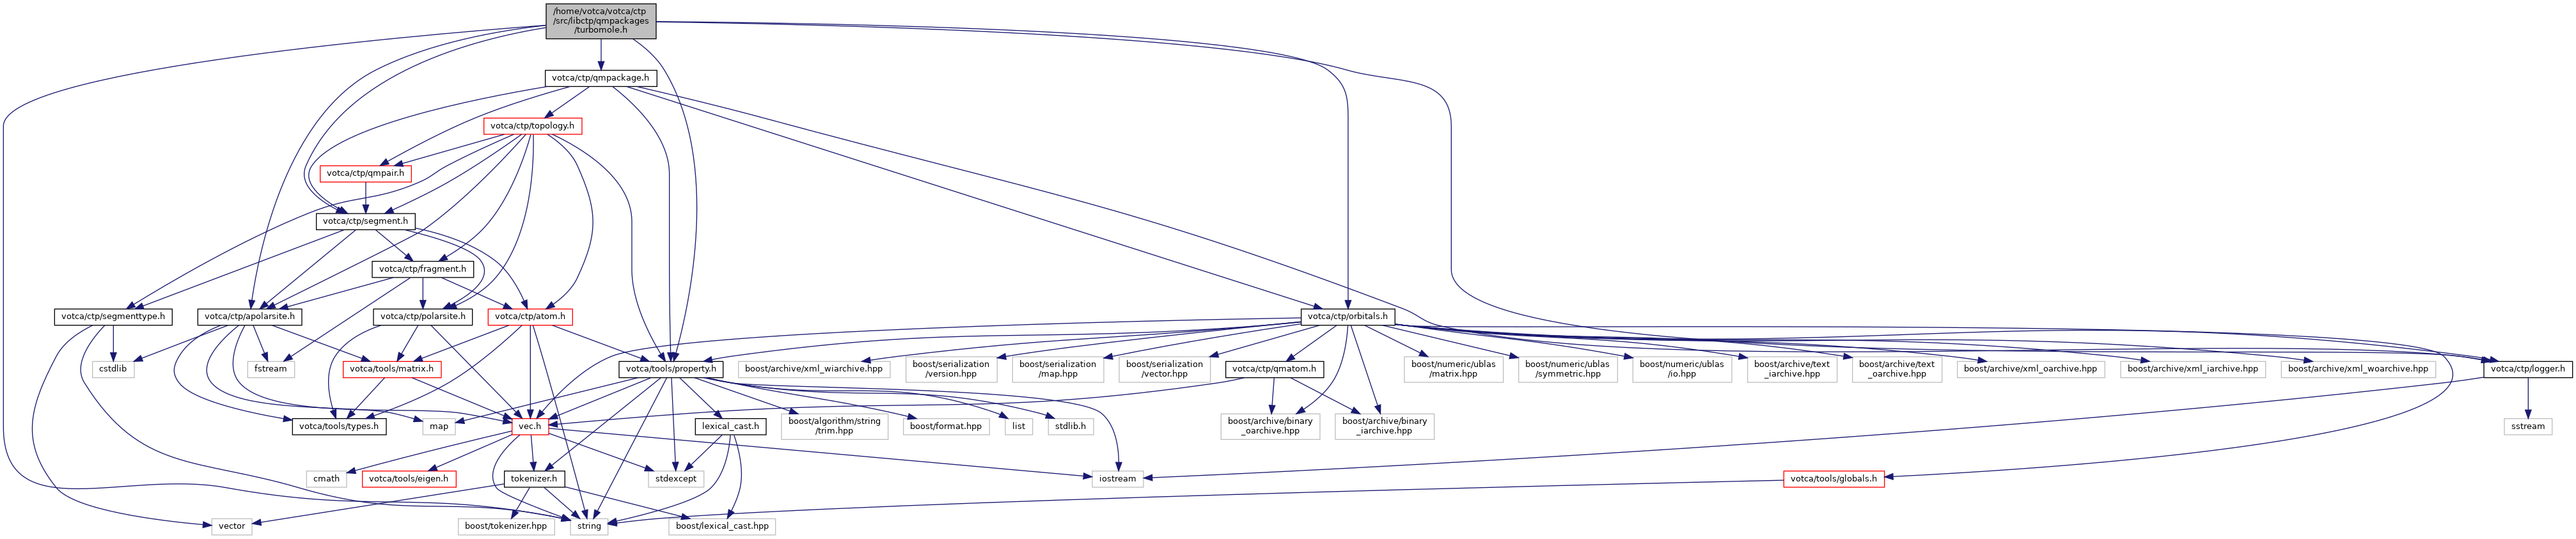 /home/votca/votca/ctp
/src/libctp/qmpackages
/turbomole.h
votca/ctp/qmpackage.h
votca/ctp/topology.h
votca/ctp/qmpair.h
votca/ctp/segment.h
votca/ctp/fragment.h
votca/ctp/segmenttype.h
votca/ctp/apolarsite.h
votca/ctp/polarsite.h
votca/ctp/atom.h
votca/ctp/orbitals.h
cstdlib
fstream
votca/tools/matrix.h
votca/tools/property.h
boost/archive/xml_wiarchive.hpp
boost/serialization
/version.hpp
boost/serialization
/map.hpp
boost/serialization
/vector.hpp
votca/ctp/qmatom.h
boost/numeric/ublas
/matrix.hpp
boost/numeric/ublas
/symmetric.hpp
boost/numeric/ublas
/io.hpp
boost/archive/text
_iarchive.hpp
boost/archive/text
_oarchive.hpp
boost/archive/xml_oarchive.hpp
boost/archive/xml_iarchive.hpp
boost/archive/xml_woarchive.hpp
votca/ctp/logger.h
votca/tools/types.h
map
vec.h
lexical_cast.h
boost/algorithm/string
/trim.hpp
boost/format.hpp
list
stdlib.h
boost/archive/binary
_oarchive.hpp
boost/archive/binary
_iarchive.hpp
sstream
cmath
votca/tools/eigen.h
tokenizer.h
stdexcept
iostream
votca/tools/globals.h
vector
boost/tokenizer.hpp
string
boost/lexical_cast.hpp